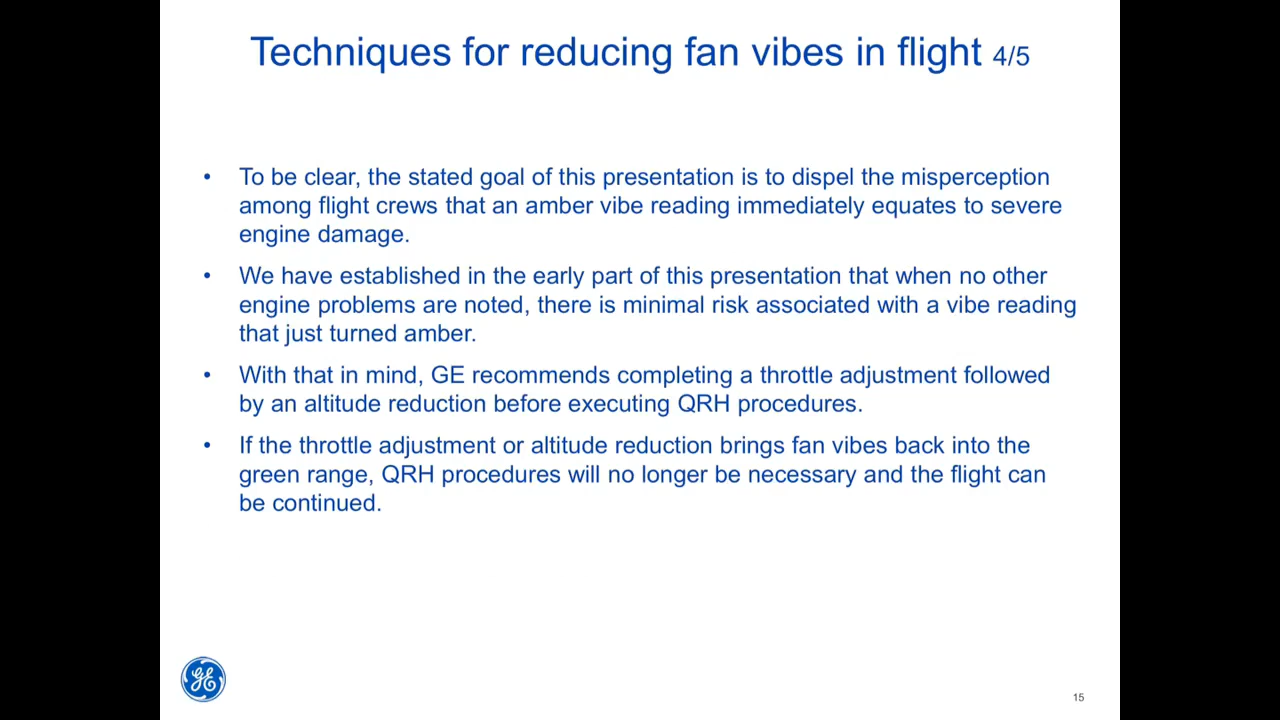 Techniques for reducing fan vibes in flight 4/5
• To be clear, the stated goal of this presentation is to dispel the misperception
among flight crews that an amber vibe reading immediately equates to severe
engine damage.
• We have established in the early part of this presentation that when no other
engine problems are noted, there is minimal risk associated with a vibe reading
that just turned amber.
• With that in mind, GE recommends completing a throttle adjustment followed
by an altitude reduction before executing QRH procedures.
• If the throttle adjustment or altitude reduction brings fan vibes back into the
green range, QRH procedures will no longer be necessary and the flight can
be continued.
GE
15